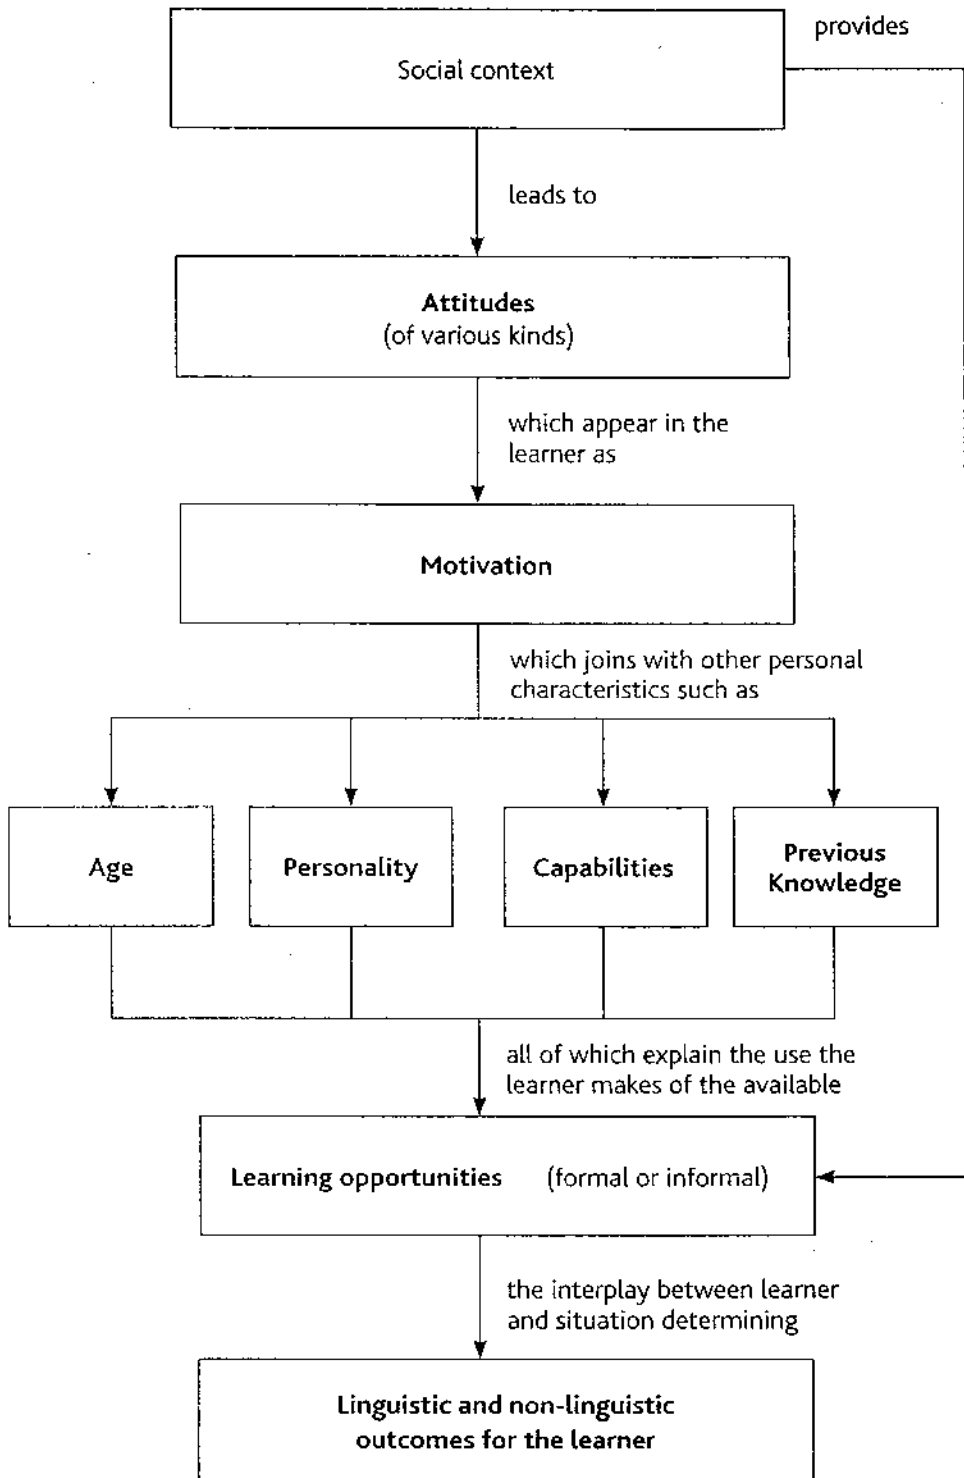 provides
Social context
leads to
Attitudes
(of various kinds)
which appear in the
learner as
Motivation
which joins with other personal
characteristics such as
Age
Personality
Capabilities
Previous
Knowledge
all of which explain the use the
learner makes of the available
Learning opportunities (formal or informal)
the interplay between learner
and situation determining
Linguistic and non-linguistic
outcomes for the learner